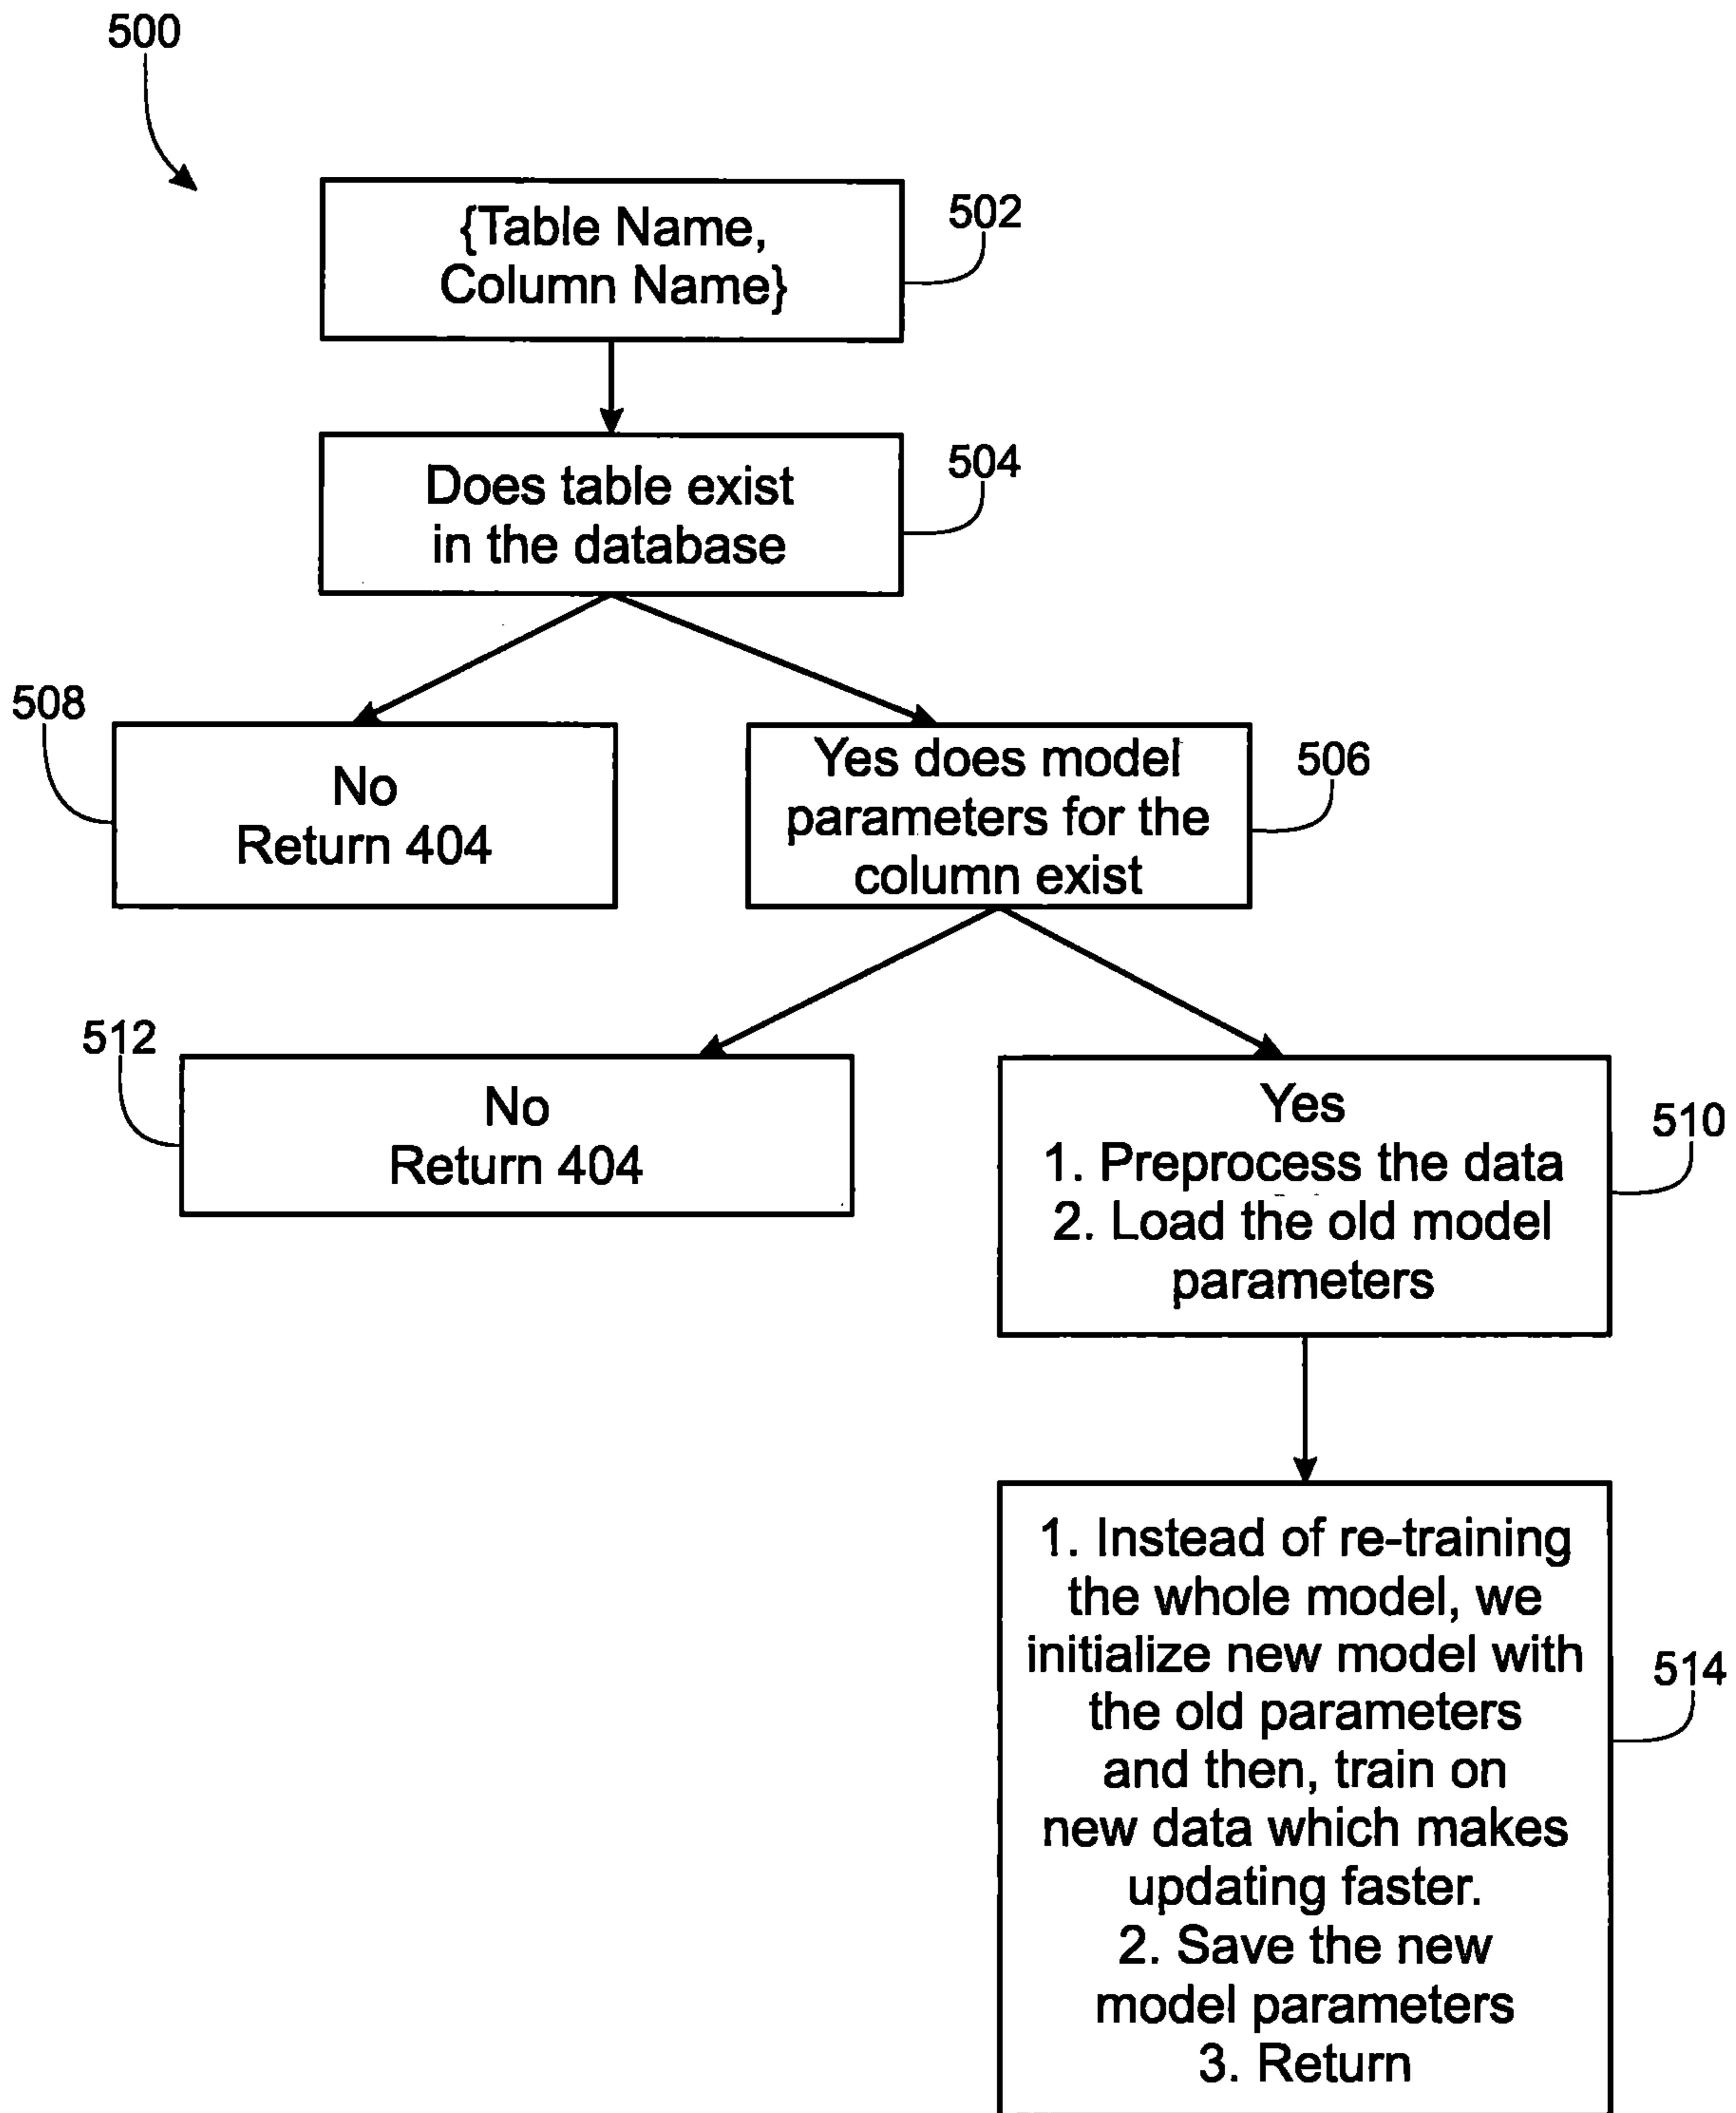 500
{Table Name,
Column Name}
502
Does table exist
in the database
504
508
No
Return 404
Yes does model
parameters for the
column exist
506
512
No
Return 404
Yes
1. Preprocess the data
2. Load the old model
parameters
510
1. Instead of re-training
the whole model, we
initialize new model with
the old parameters
and then, train on
new data which makes
updating faster.
2. Save the new
model parameters
3. Return
514